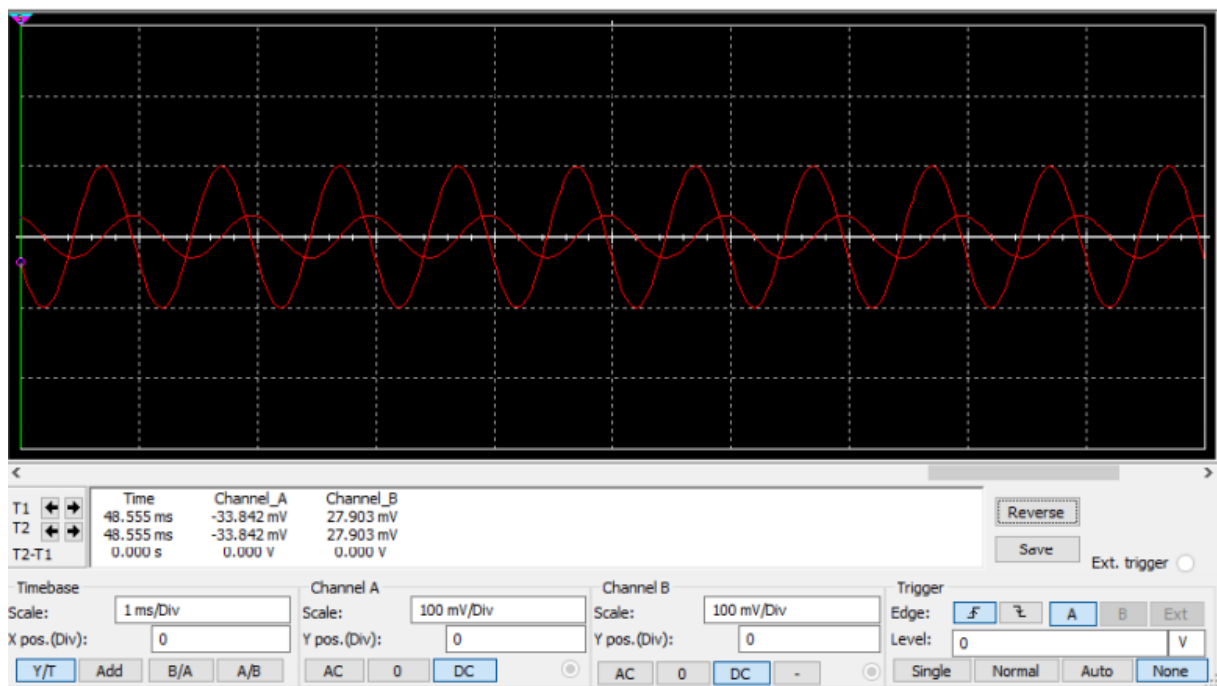 Time Channel_A Channel_B
T1 48.555 ms -33.842 mV 27.903 mV
T2 48.555 ms -33.842 mV 27.903 mV
T2-T1 0.000 s 0.000 V 0.000 V
Reverse
Save
Ext. trigger
Timebase
Scale: 1 ms/Div
X pos.(Div): 0
Y/T Add B/A A/B
Channel A
Scale: 100 mV/Div
Y pos.(Div): 0
AC 0 DC
Channel B
Scale: 100 mV/Div
Y pos.(Div): 0
AC 0 DC -
Trigger
Edge: A B Ext
Level: 0 V
Single Normal Auto None